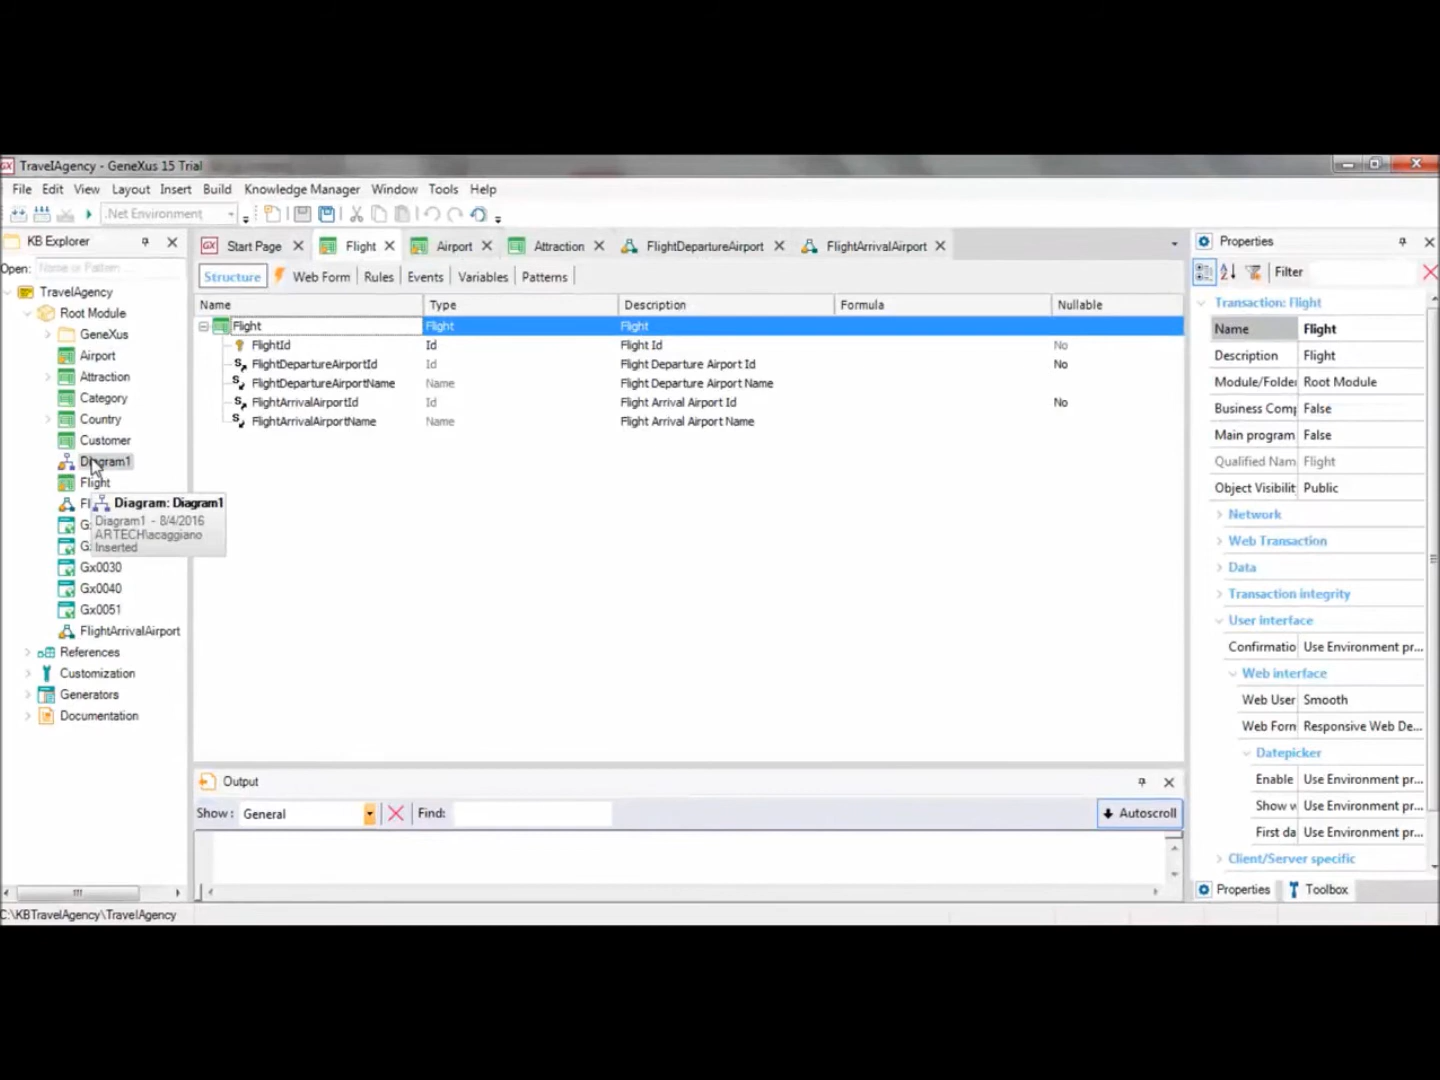 TravelAgency - GeneXus 15 Trial
File Edit View Layout Insert Build Knowledge Manager Window Tools Help
.Net Environment
KB Explorer
Open: Name or Pattern ...
TravelAgency
Root Module
GeneXus
Airport
Attraction
Category
Country
Customer
Diagram1
Flight
Fl
G
G
Gx0030
Gx0040
Gx0051
FlightArrivalAirport
References
Customization
Generators
Documentation
Diagram: Diagram1
Diagram1 - 8/4/2016
ARTECH\acaggiano
Inserted
Start Page Flight Airport Attraction FlightDepartureAirport FlightArrivalAirport
Structure Web Form Rules Events Variables Patterns
Name Type Description Formula Nullable
Flight Flight Flight
FlightId Id Flight Id No
FlightDepartureAirportId Id Flight Departure Airport Id No
FlightDepartureAirportName Name Flight Departure Airport Name
FlightArrivalAirportId Id Flight Arrival Airport Id No
FlightArrivalAirportName Name Flight Arrival Airport Name
Output
Show : General Find: Autoscroll
Properties
Filter
Transaction: Flight
Name Flight
Description Flight
Module/Folder Root Module
Business Comp False
Main program False
Qualified Nam Flight
Object Visibilit Public
Network
Web Transaction
Data
Transaction integrity
User interface
Confirmatio Use Environment pr...
Web interface
Web User Smooth
Web Form Responsive Web De...
Datepicker
Enable Use Environment pr...
Show w Use Environment pr...
First da Use Environment pr...
Client/Server specific
Properties Toolbox
C:\KBTravelAgency\TravelAgency